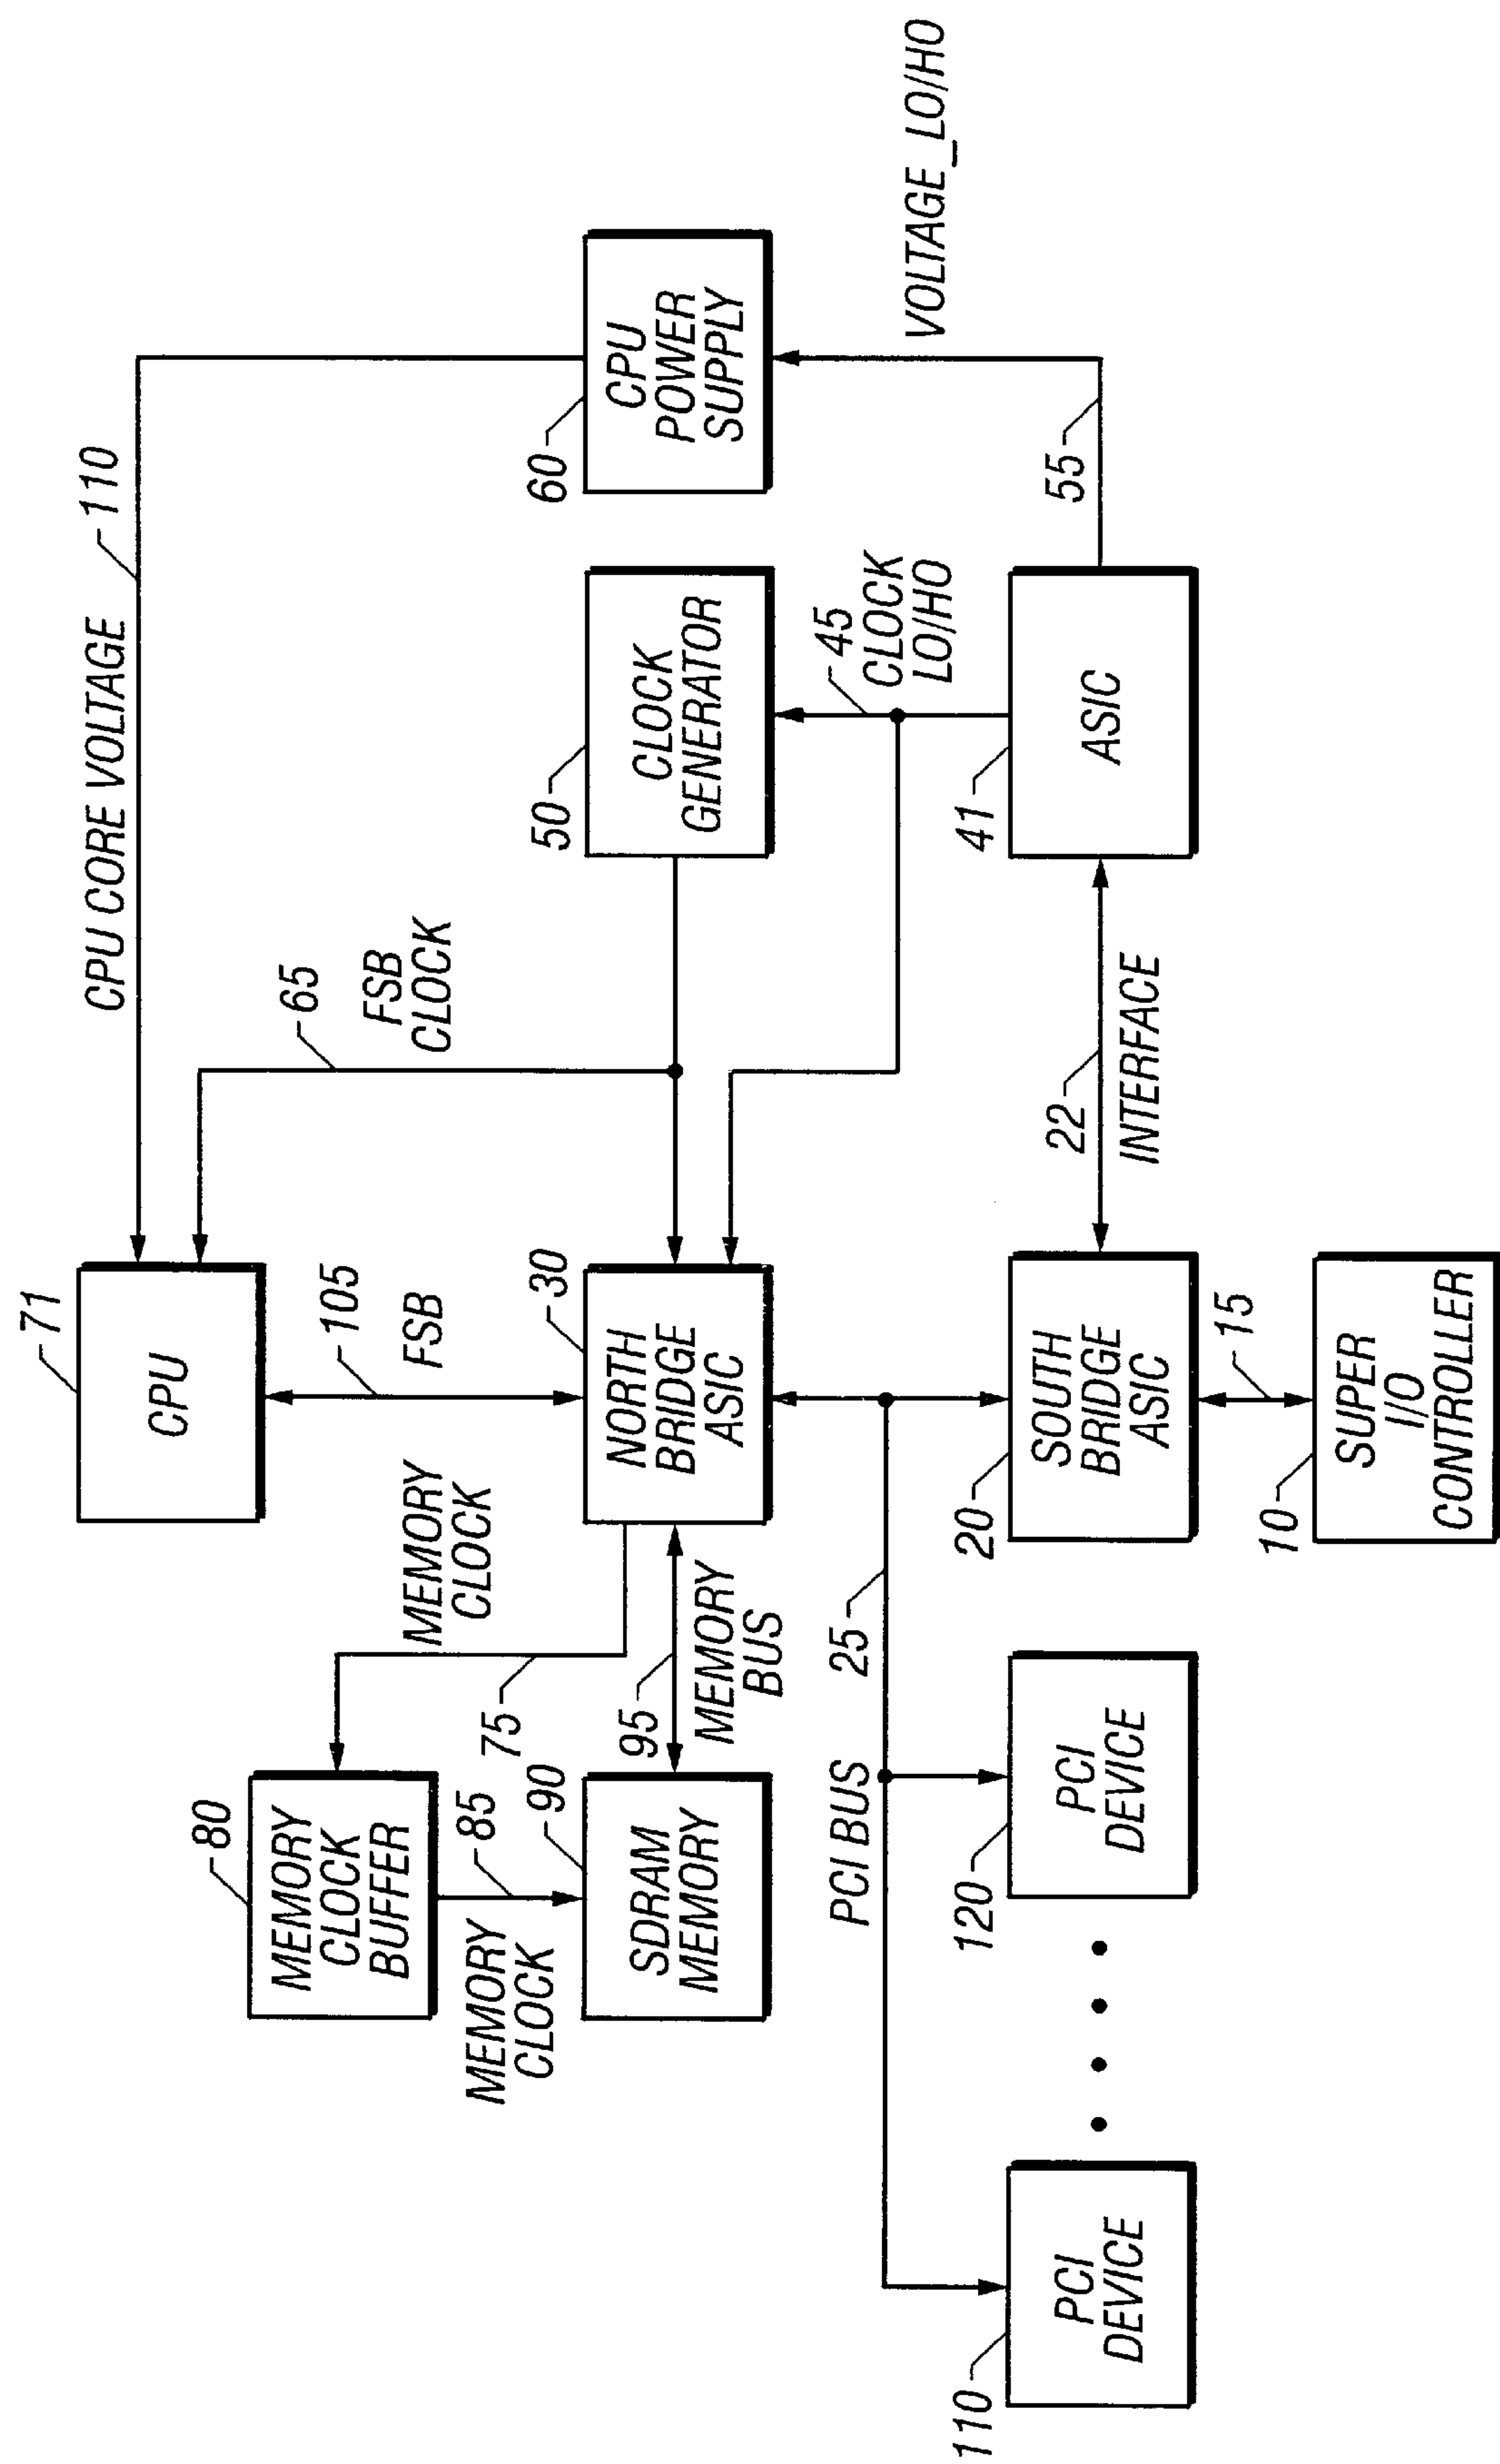 71
CPU CORE VOLTAGE
110
CPU
80
MEMORY
CLOCK
BUFFER
65
FSB
CLOCK
105
FSB
MEMORY
CLOCK
85
MEMORY
CLOCK
75
90
SDRAM
MEMORY
30
NORTH
BRIDGE
ASIC
50
CLOCK
GENERATOR
60
CPU
POWER
SUPPLY
95
MEMORY
BUS
45
CLOCK
LO/HO
PCI BUS
25
VOLTAGE_LO/HO
110
PCI
DEVICE
120
PCI
DEVICE
20
SOUTH
BRIDGE
ASIC
22
INTERFACE
41
ASIC
55
15
10
SUPER
I/O
CONTROLLER